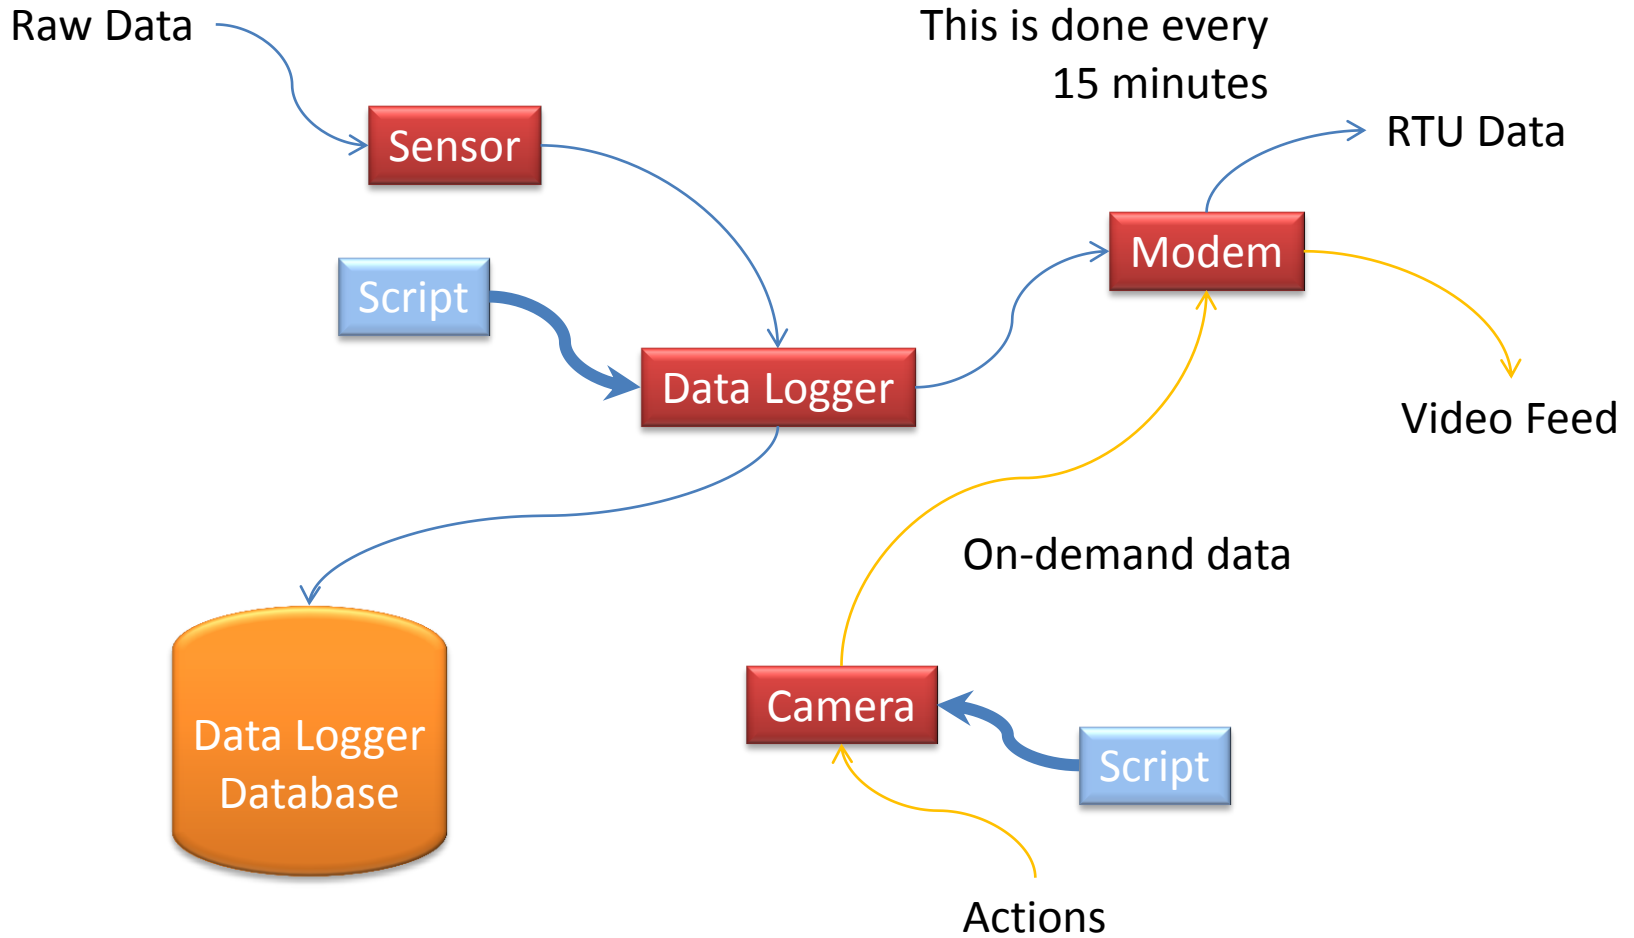 Raw Data
This is done every
15 minutes
RTU Data
Sensor
Modem
Script
Data Logger
Video Feed
On-demand data
Camera
Data Logger
Database
Script
Actions